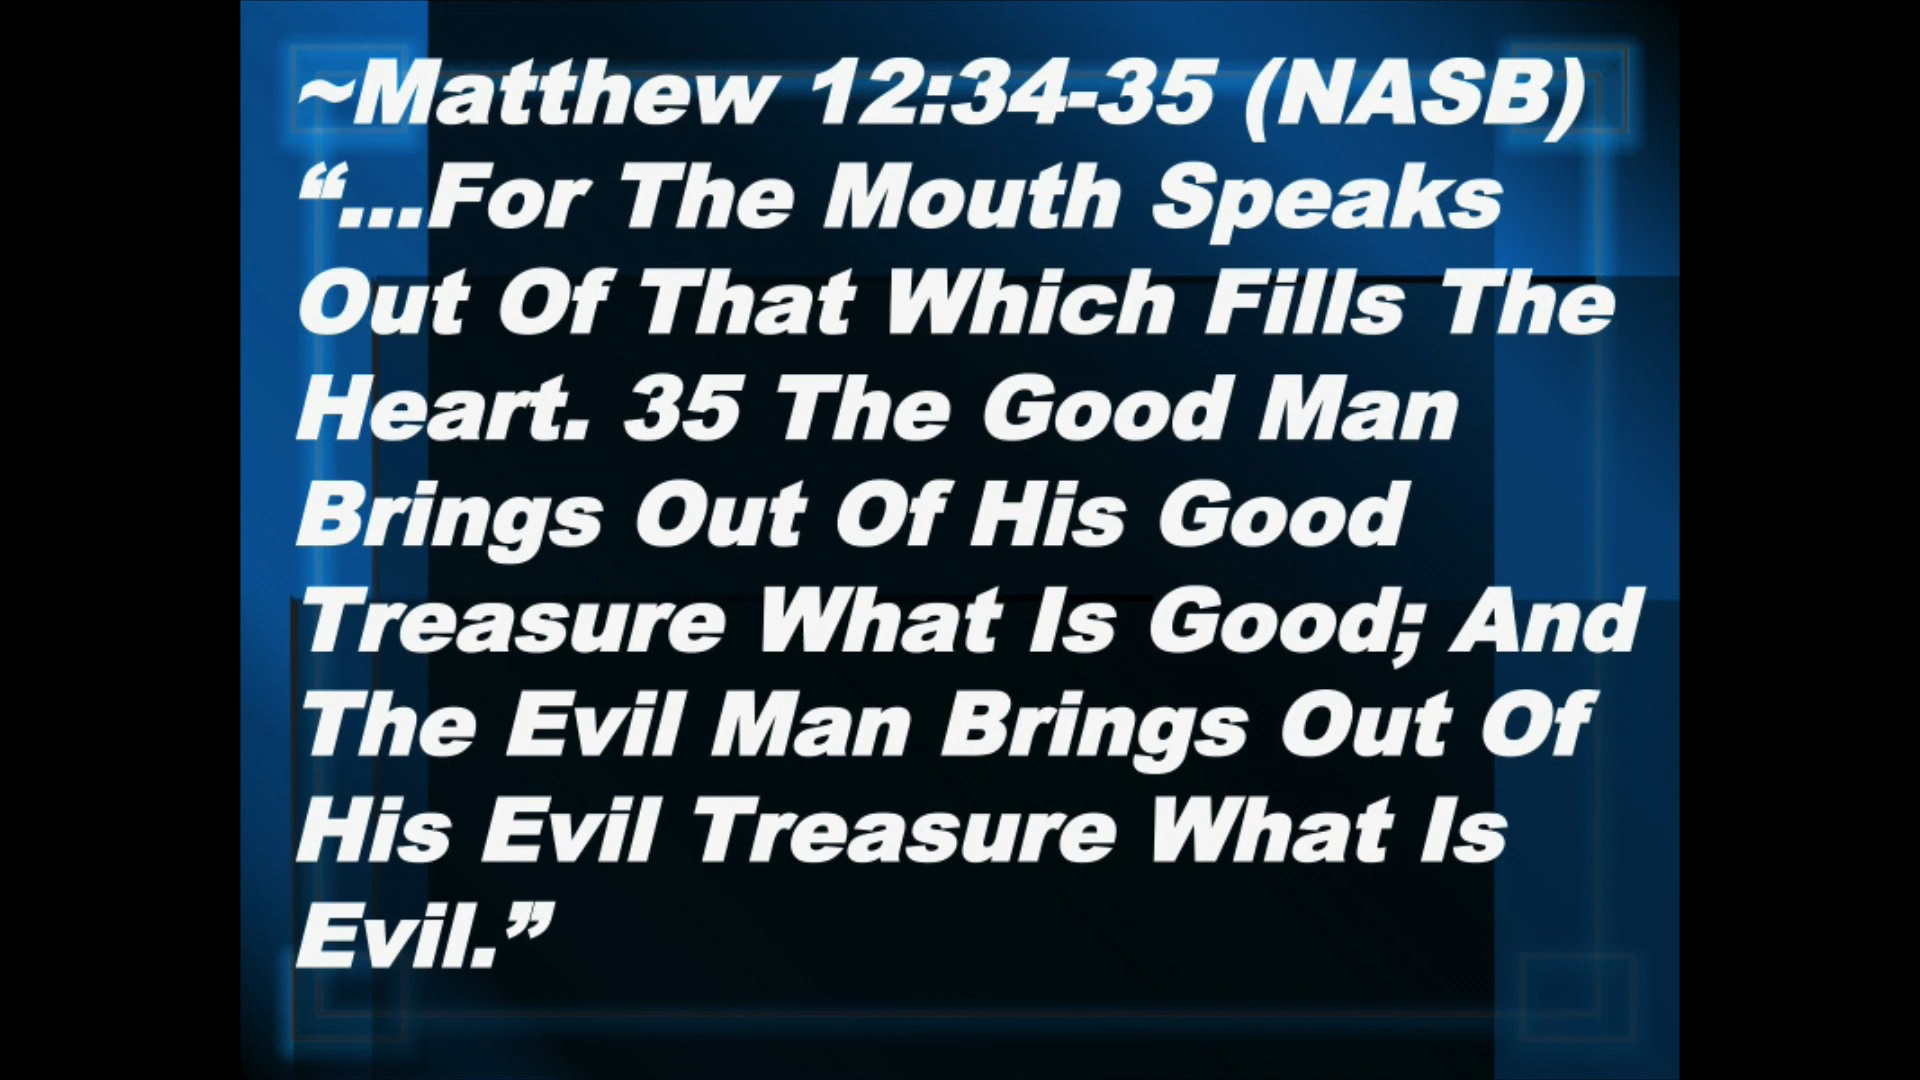 ~Matthew 12:34-35 (NASB)
“...For The Mouth Speaks
Out Of That Which Fills The
Heart. 35 The Good Man
Brings Out Of His Good
Treasure What Is Good; And
The Evil Man Brings Out Of
His Evil Treasure What Is
Evil.”